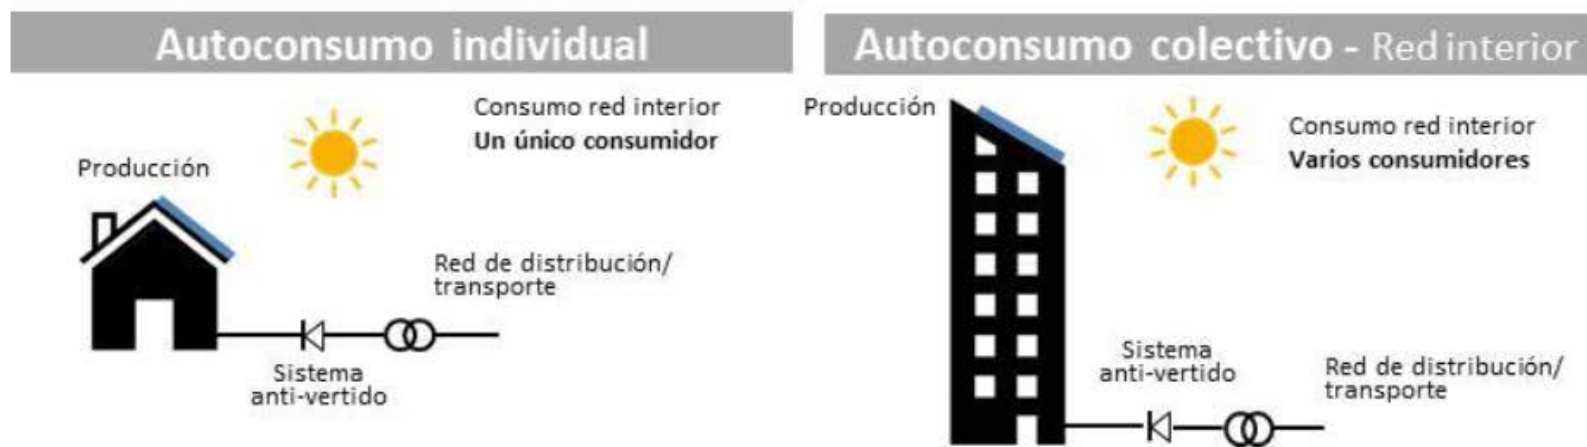 Autoconsumo individual
Consumo red interior
Un único consumidor
Producción
Red de distribución/
transporte
Sistema
anti-vertido
Autoconsumo colectivo - Red interior
Producción
Consumo red interior
Varios consumidores
Sistema
anti-vertido
Red de distribución/
transporte